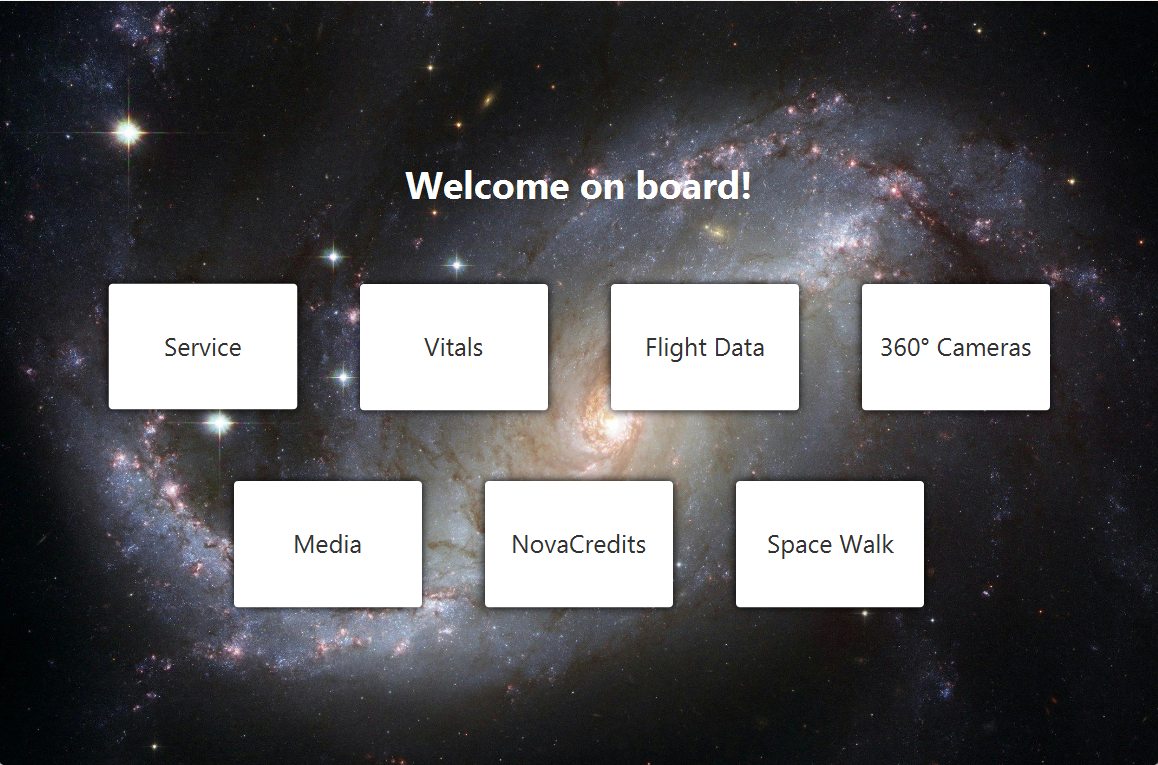 Welcome on board!
Service
Vitals
Flight Data
360° Cameras
Media
NovaCredits
Space Walk